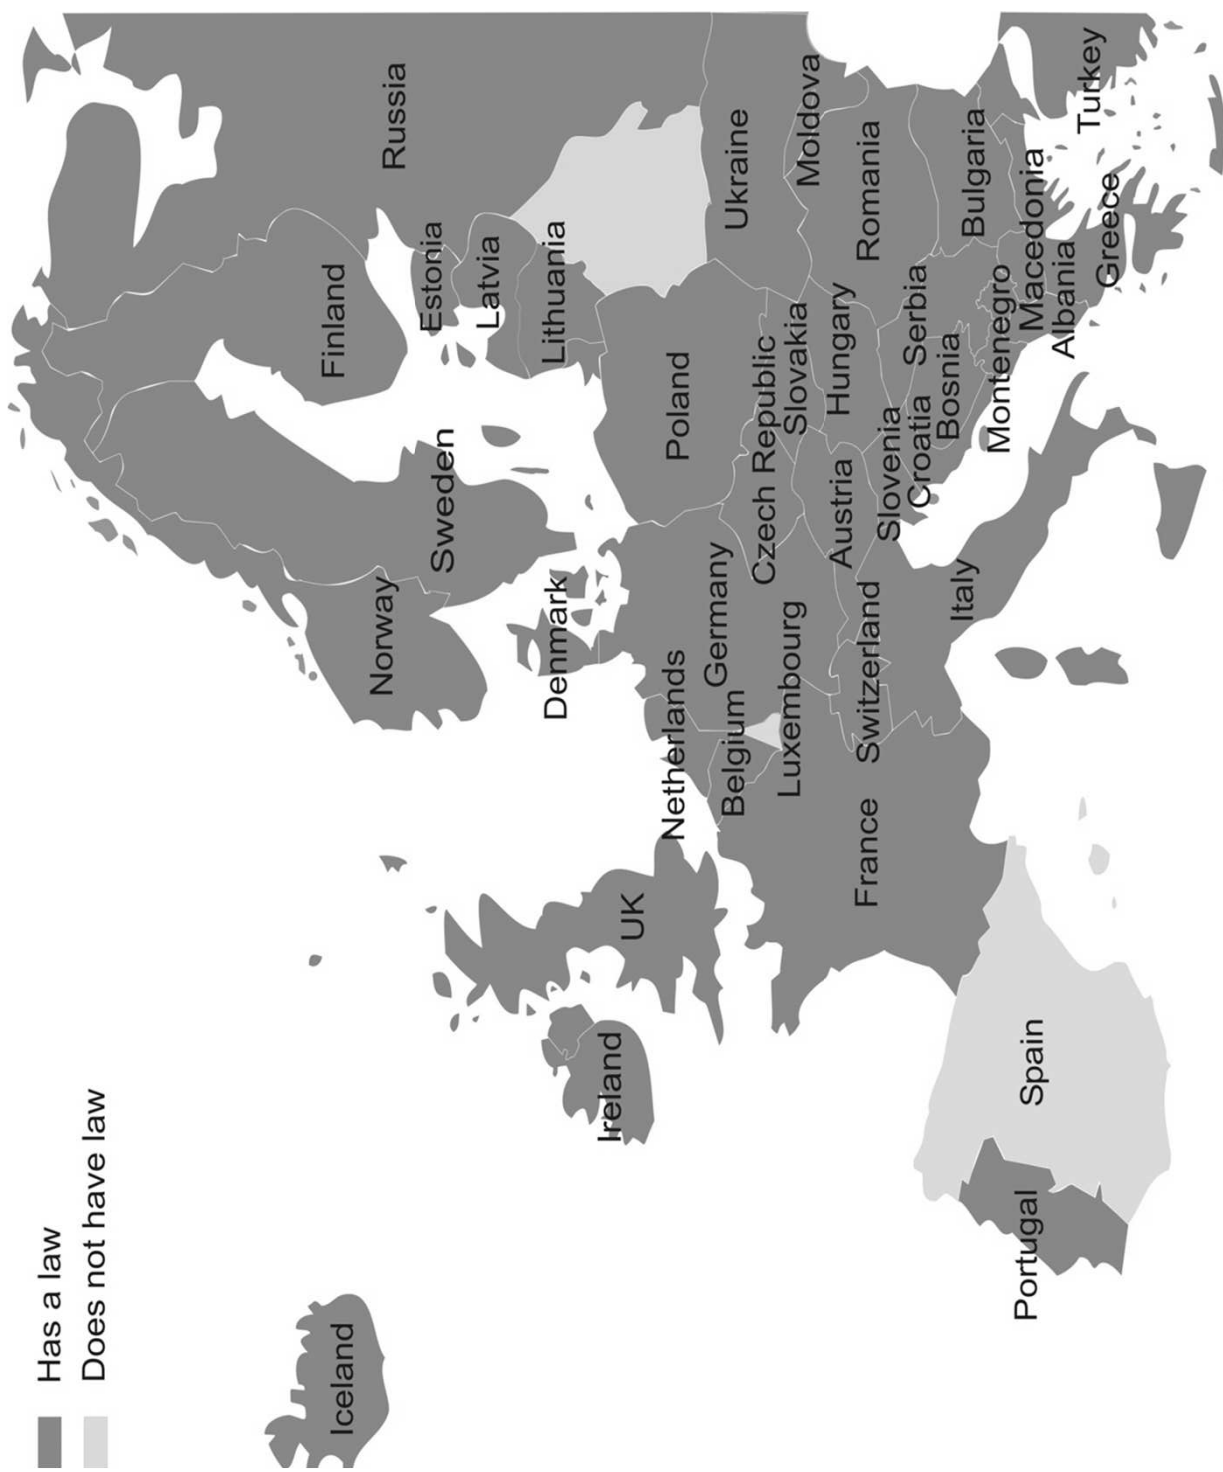 Has a law
Does not have law
Iceland
Norway
Sweden
Finland
Russia
Estonia
Latvia
Lithuania
Denmark
Ireland
UK
Netherlands
Belgium
Luxembourg
Germany
Poland
Czech Republic
Slovakia
Ukraine
Moldova
France
Switzerland
Austria
Hungary
Romania
Slovenia
Croatia
Bosnia
Serbia
Montenegro
Bulgaria
Macedonia
Albania
Greece
Turkey
Italy
Spain
Portugal